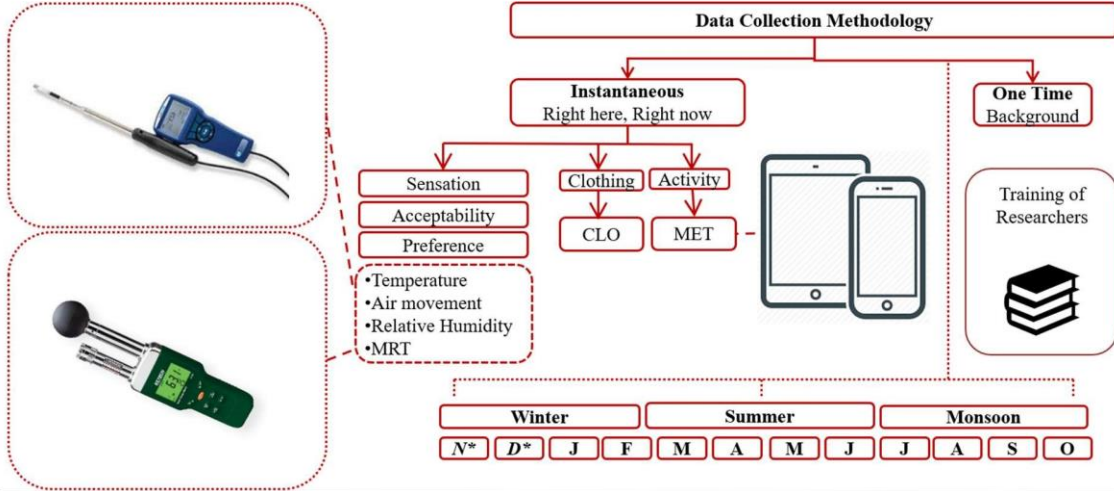 Data Collection Methodology
Instantaneous
Right here, Right now
One Time
Background
Sensation
Clothing
Activity
Acceptability
Preference
CLO
MET
•Temperature
•Air movement
•Relative Humidity
•MRT
Training of
Researchers
Winter
Summer
Monsoon
N*
D*
J
F
M
A
M
J
J
A
S
O